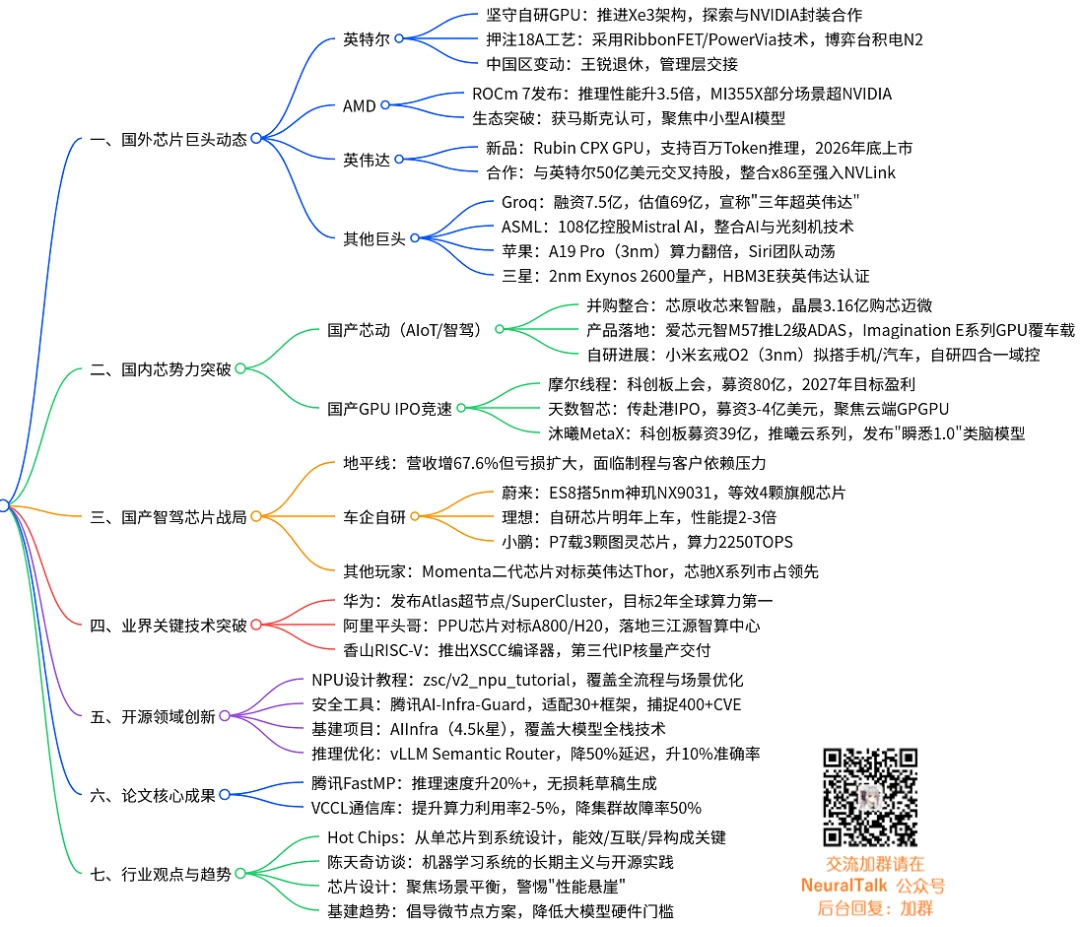 一、国外芯片巨头动态
英特尔
坚守自研GPU：推进Xe3架构，探索与NVIDIA封装合作
押注18A工艺：采用RibbonFET/PowerVia技术，博弈台积电N2
中国区变动：王锐退休，管理层交接
AMD
ROCm 7发布：推理性能升3.5倍，MI355X部分场景超NVIDIA
生态突破：获马斯克认可，聚焦中小型AI模型
英伟达
新品：Rubin CPX GPU，支持百万Token推理，2026年底上市
合作：与英特尔50亿美元交叉持股，整合x86至强入NVLink
其他巨头
Groq：融资7.5亿，估值69亿，宣称"三年超英伟达"
ASML：108亿控股Mistral AI，整合AI与光刻机技术
苹果：A19 Pro（3nm）算力翻倍，Siri团队动荡
三星：2nm Exynos 2600量产，HBM3E获英伟达认证
二、国内芯势力突破
国产芯动（AIoT/智驾）
并购整合：芯原收芯来智融，晶晨3.16亿购芯迈微
产品落地：爱芯元智M57推L2级ADAS，Imagination E系列GPU覆车载
自研进展：小米玄戒O2（3nm）拟搭手机/汽车，自研四合一域控
国产GPU IPO竞速
摩尔线程：科创板上会，募资80亿，2027年目标盈利
天数智芯：传赴港IPO，募资3-4亿美元，聚焦云端GPGPU
沐曦MetaX：科创板募资39亿，推曦云系列，发布"瞬悉1.0"类脑模型
三、国产智驾芯片战局
地平线：营收增67.6%但亏损扩大，面临制程与客户依赖压力
车企自研
蔚来：ES8搭5nm神玑NX9031，等效4颗旗舰芯片
理想：自研芯片明年上车，性能提2-3倍
小鹏：P7载3颗图灵芯片，算力2250TOPS
其他玩家：Momenta二代芯片对标英伟达Thor，芯驰X系列市占领先
四、业界关键技术突破
华为：发布Atlas超节点/SuperCluster，目标2年全球算力第一
阿里平头哥：PPU芯片对标A800/H20，落地三江源智算中心
香山RISC-V：推出XSCC编译器，第三代IP核量产交付
五、开源领域创新
NPU设计教程：zsc/v2_npu_tutorial，覆盖全流程与场景优化
安全工具：腾讯AI-Infra-Guard，适配30+框架，捕捉400+CVE
基建项目：AIInfra（4.5k星），覆盖大模型全栈技术
推理优化：vLLM Semantic Router，降50%延迟，升10%准确率
六、论文核心成果
腾讯FastMP：推理速度升20%+，无损耗草稿生成
VCCL通信库：提升算力利用率2-5%，降集群故障率50%
七、行业观点与趋势
Hot Chips：从单芯片到系统设计，能效/互联/异构成关键
陈天奇访谈：机器学习系统的长期主义与开源实践
芯片设计：聚焦场景平衡，警惕"性能悬崖"
基建趋势：倡导微节点方案，降低大模型硬件门槛
交流加群请在
NeuralTalk 公众号
后台回复：加群